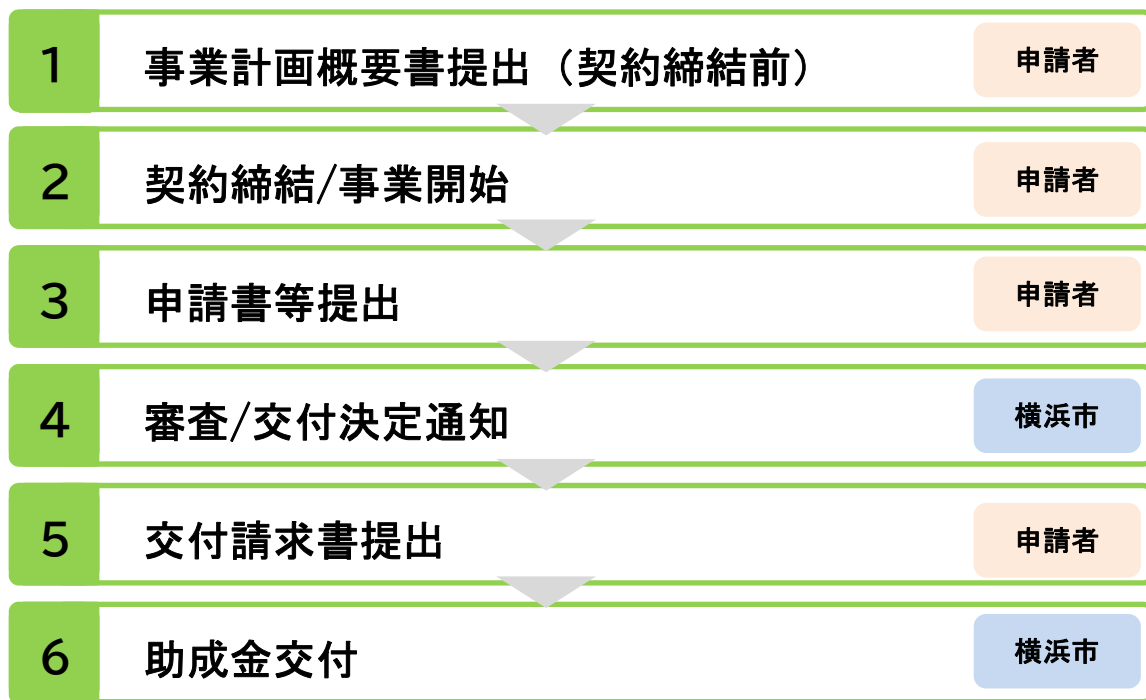 1 事業計画概要書提出（契約締結前） 申請者
2 契約締結/事業開始 申請者
3 申請書等提出 申請者
4 審査/交付決定通知 横浜市
5 交付請求書提出 申請者
6 助成金交付 横浜市